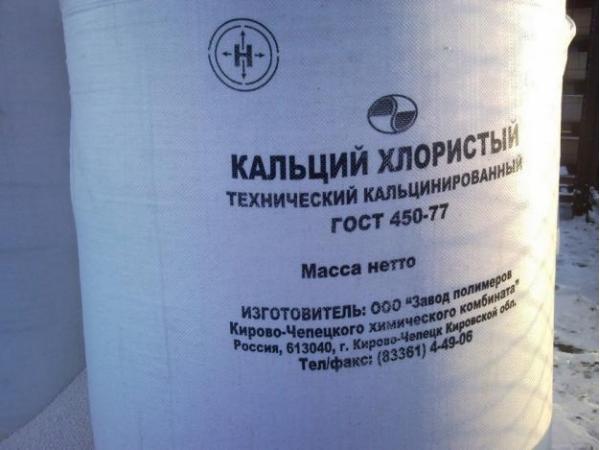 Н
КАЛЬЦИЙ ХЛОРИСТЫЙ
ТЕХНИЧЕСКИЙ КАЛЬЦИНИРОВАННЫЙ
ГОСТ 450-77
Масса нетто
ИЗГОТОВИТЕЛЬ: ООО "Завод полимеров
Кирово-Чепецкого химического комбината"
Россия, 613040, г. Кирово-Чепецк Кировской обл.
Тел/факс: (83361) 4-49-06